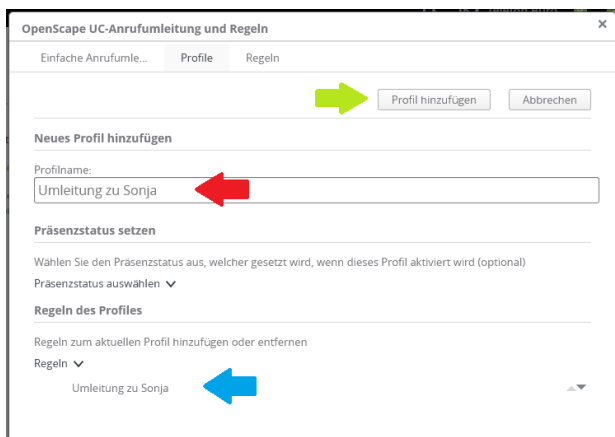 OpenScape UC-Anrufumleitung und Regeln
Einfache Anrufumle... Profile Regeln
Profil hinzufügen Abbrechen
Neues Profil hinzufügen
Profilname:
Umleitung zu Sonja
Präsenzstatus setzen
Wählen Sie den Präsenzstatus aus, welcher gesetzt wird, wenn dieses Profil aktiviert wird (optional)
Präsenzstatus auswählen
Regeln des Profiles
Regeln zum aktuellen Profil hinzufügen oder entfernen
Regeln
Umleitung zu Sonja